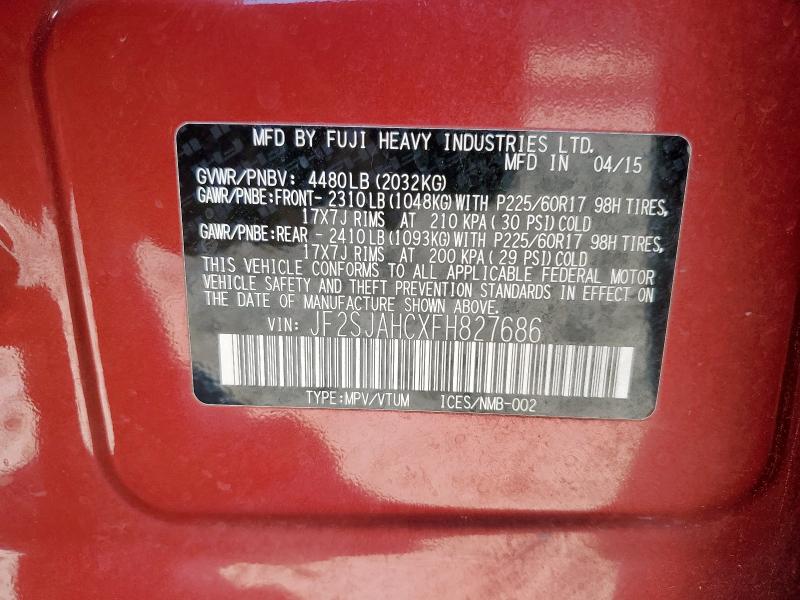 MFD BY FUJI HEAVY INDUSTRIES LTD.
MFD IN 04/15
GVWR/PNBV: 4480LB(2032KG)
GAWR/PNBE:FRONT- 2310LB(1048KG)WITH P225/60R17 98H TIRES,
17X7J RIMS AT 210 KPA(30 PSI)COLD
GAWR/PNBE:REAR - 2410LB(1093KG)WITH P225/60R17 98H TIRES,
17X7J RIMS AT 200 KPA(29 PSI)COLD
THIS VEHICLE CONFORMS TO ALL APPLICABLE FEDERAL MOTOR
VEHICLE SAFETY AND THEFT PREVENTION STANDARDS IN EFFECT ON
THE DATE OF MANUFACTURE SHOWN ABOVE.
VIN: JF2SJAHCXFH827686
TYPE:MPV/VTUM ICES/NMB-002